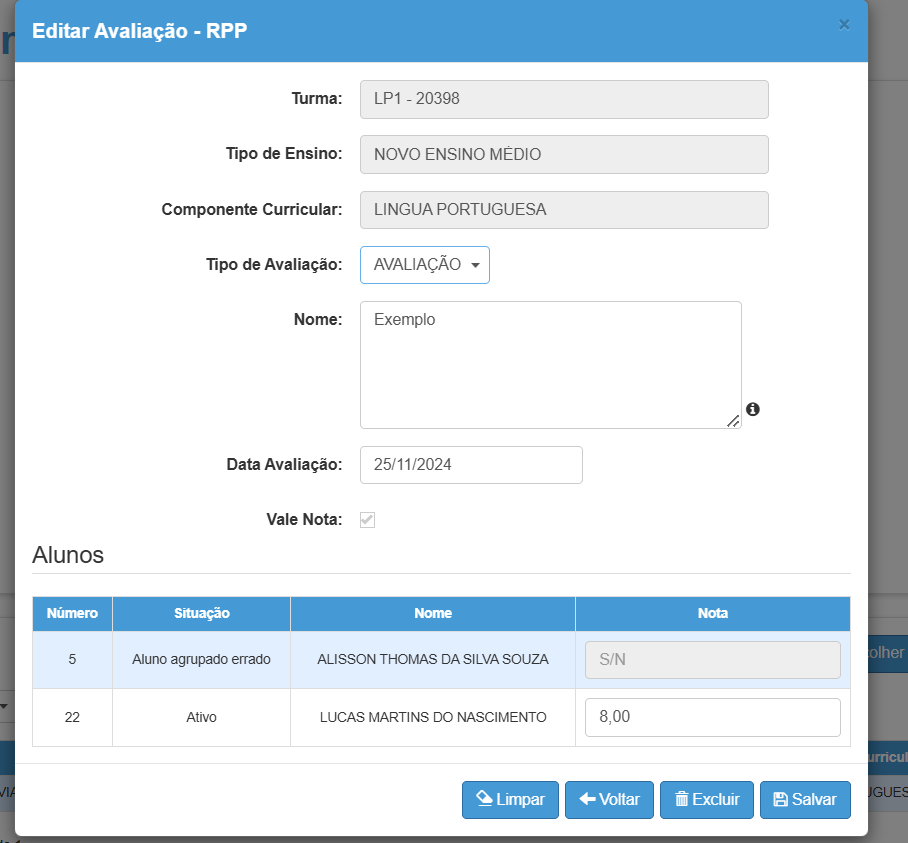 Editar Avaliação - RPP
×
Turma: LP1 - 20398
Tipo de Ensino: NOVO ENSINO MÉDIO
Componente Curricular: LINGUA PORTUGUESA
Tipo de Avaliação: AVALIAÇÃO
Nome: Exemplo
Data Avaliação: 25/11/2024
Vale Nota:
Alunos
Número Situação Nome Nota
5 Aluno agrupado errado ALISSON THOMAS DA SILVA SOUZA S/N
22 Ativo LUCAS MARTINS DO NASCIMENTO 8,00
Limpar Voltar Excluir Salvar